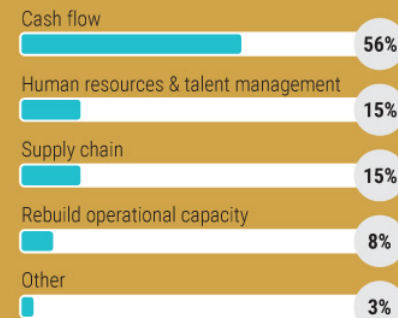 Cash flow
56%
Human resources & talent management
15%
Supply chain
15%
Rebuild operational capacity
8%
Other
3%